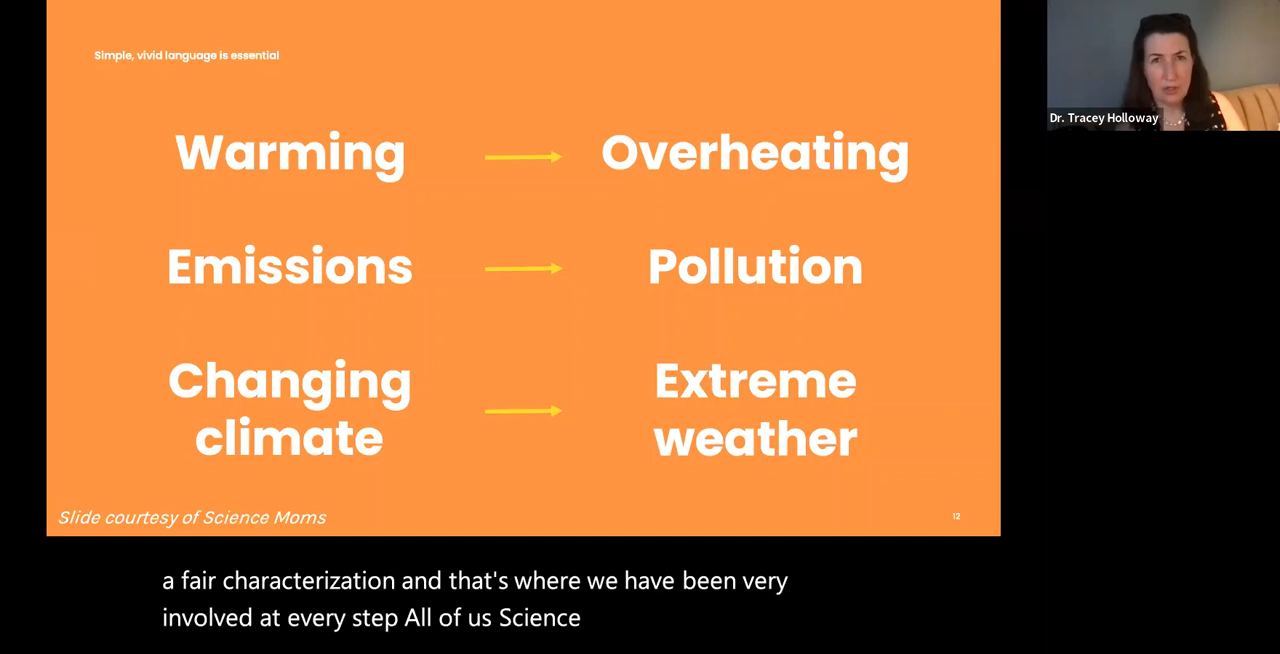 Simple, vivid language is essential
Warming
Overheating
Emissions
Pollution
Changing
climate
Extreme
weather
Slide courtesy of Science Moms
12
Dr. Tracey Holloway
a fair characterization and that's where we have been very
involved at every step All of us Science